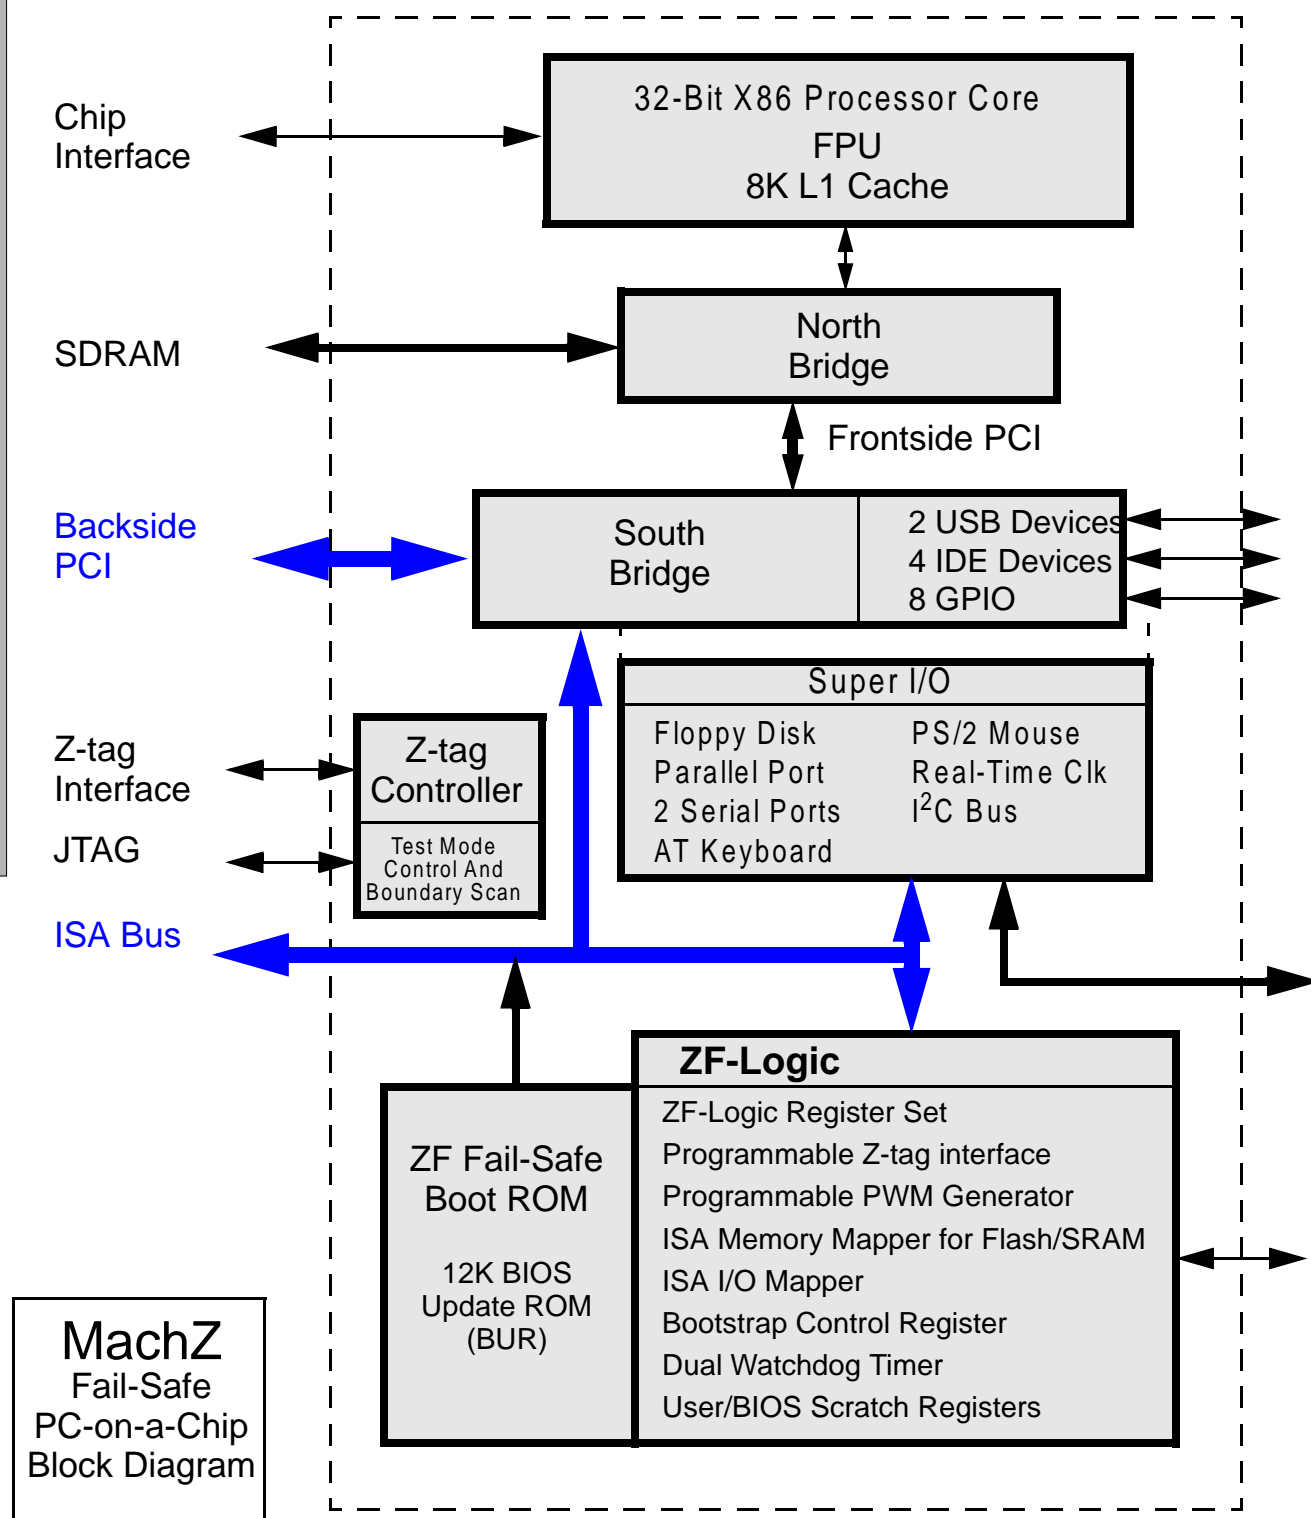 Chip
Interface
32-Bit X86 Processor Core
FPU
8K L1 Cache
SDRAM
North
Bridge
Frontside PCI
Backside
PCI
South
Bridge
2 USB Devices
4 IDE Devices
8 GPIO
Super I/O
Floppy Disk
Parallel Port
2 Serial Ports
AT Keyboard
PS/2 Mouse
Real-Time Clk
I²C Bus
Z-tag
Interface
JTAG
Z-tag
Controller
Test Mode
Control And
Boundary Scan
ISA Bus
ZF Fail-Safe
Boot ROM
12K BIOS
Update ROM
(BUR)
ZF-Logic
ZF-Logic Register Set
Programmable Z-tag interface
Programmable PWM Generator
ISA Memory Mapper for Flash/SRAM
ISA I/O Mapper
Bootstrap Control Register
Dual Watchdog Timer
User/BIOS Scratch Registers
MachZ
Fail-Safe
PC-on-a-Chip
Block Diagram